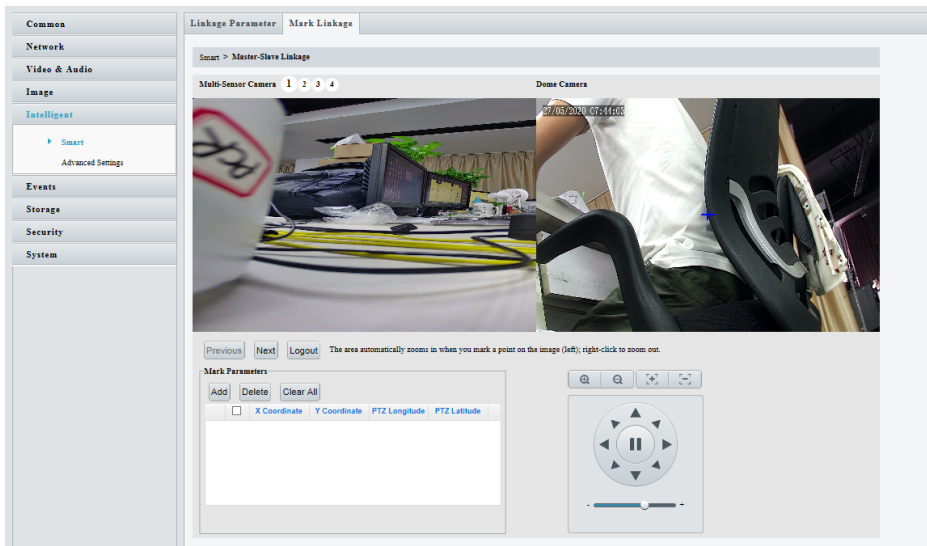 Common
Network
Video & Audio
Image
Intelligent
Smart
Advanced Settings
Events
Storage
Security
System
Linkage Parameter Mark Linkage
Smart > Master-Slave Linkage
Multi-Sensor Camera 1 2 3 4 Dome Camera
PCR
27/05/2020 07:44:03
Previous Next Logout The area automatically zooms in when you mark a point on the image (left); right-click to zoom out.
Mark Parameters
Add Delete Clear All
X Coordinate Y Coordinate PTZ Longitude PTZ Latitude
- +